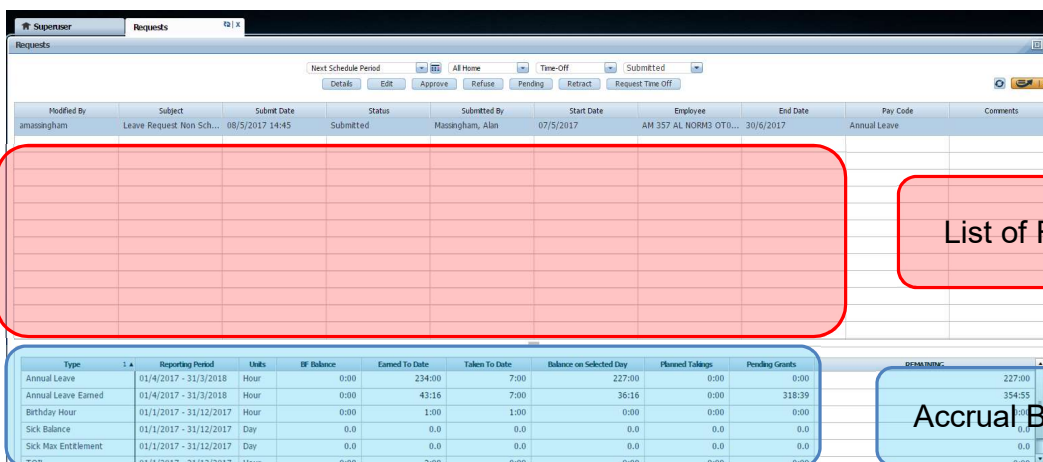 Superuser Requests x
Requests
Next Schedule Period All Home Time-Off Submitted
Details Edit Approve Refuse Pending Retract Request Time Off
Modified By Subject Submit Date Status Submitted By Start Date Employee End Date Pay Code Comments
amassingham Leave Request Non Sch... 08/5/2017 14:45 Submitted Massingham, Alan 07/5/2017 AM 357 AL NORM3 OT0... 30/6/2017 Annual Leave
List of
Type 1 Reporting Period Units BF Balance Earned To Date Taken To Date Balance on Selected Day Planned Takings Pending Grants REMAINING
Annual Leave 01/4/2017 - 31/3/2018 Hour 0:00 234:00 7:00 227:00 0:00 0:00 227:00
Annual Leave Earned 01/4/2017 - 31/3/2018 Hour 0:00 43:16 7:00 36:16 0:00 318:39 354:55
Birthday Hour 01/1/2017 - 31/12/2017 Hour 0:00 1:00 1:00 0:00 0:00 0:00 0:00
Accrual B
Sick Balance 01/1/2017 - 31/12/2017 Day 0.0 0.0 0.0 0.0 0.0 0.0 0.0
Sick Max Entitlement 01/1/2017 - 31/12/2017 Day 0.0 0.0 0.0 0.0 0.0 0.0 0.0